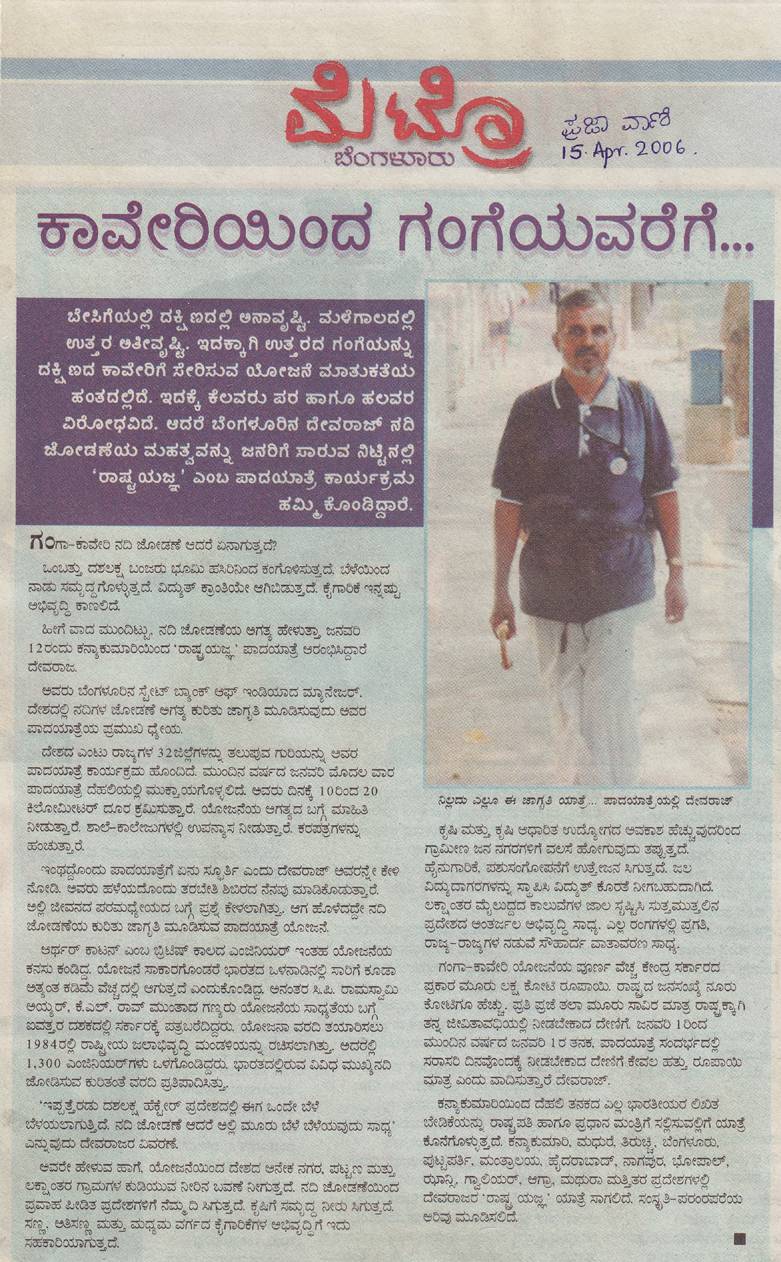 ಮೆಟ್ರೊ
ಬೆಂಗಳೂರು
ಪ್ರಜಾ ವಾಣಿ
15. Apr. 2006.
ಕಾವೇರಿಯಿಂದ ಗಂಗೆಯವರೆಗೆ...
ಬೇಸಿಗೆಯಲ್ಲಿ ದಕ್ಷಿಣದಲ್ಲಿ ಅನಾವೃಷ್ಟಿ. ಮಳೆಗಾಲದಲ್ಲಿ
ಉತ್ತರ ಅತೀವೃಷ್ಟಿ. ಇದಕ್ಕಾಗಿ ಉತ್ತರದ ಗಂಗೆಯನ್ನು
ದಕ್ಷಿಣದ ಕಾವೇರಿಗೆ ಸೇರಿಸುವ ಯೋಜನೆ ಮಾತುಕತೆಯ
ಹಂತದಲ್ಲಿದೆ. ಇದಕ್ಕೆ ಕೆಲವರು ಪರ ಹಾಗೂ ಹಲವರ
ವಿರೋಧವಿದೆ. ಆದರೆ ಬೆಂಗಳೂರಿನ ದೇವರಾಜ್ ನದಿ
ಜೋಡಣೆಯ ಮಹತ್ವವನ್ನು ಜನರಿಗೆ ಸಾರುವ ನಿಟ್ಟಿನಲ್ಲಿ
‘ರಾಷ್ಟ್ರಯಜ್ಞ’ ಎಂಬ ಪಾದಯಾತ್ರೆ ಕಾರ್ಯಕ್ರಮ
ಹಮ್ಮಿಕೊಂಡಿದ್ದಾರೆ.
ಗಂಗಾ-ಕಾವೇರಿ ನದಿ ಜೋಡಣೆ ಆದರೆ ಏನಾಗುತ್ತದೆ?
ಒಂಬತ್ತು ದಶಲಕ್ಷ ಬಂಜರು ಭೂಮಿ ಹಸಿರಿನಿಂದ ಕಂಗೊಳಿಸುತ್ತದೆ. ಬೆಳೆಯಿಂದ
ನಾಡು ಸಮೃದ್ಧಗೊಳ್ಳುತ್ತದೆ. ವಿದ್ಯುತ್ ಕ್ರಾಂತಿಯೇ ಆಗಿಬಿಡುತ್ತದೆ. ಕೈಗಾರಿಕೆ ಇನ್ನಷ್ಟು
ಅಭಿವೃದ್ಧಿ ಕಾಣಲಿದೆ.
ಹೀಗೆ ವಾದ ಮುಂದಿಟ್ಟು, ನದಿ ಜೋಡಣೆಯ ಅಗತ್ಯ ಹೇಳುತ್ತಾ ಜನವರಿ
12ರಂದು ಕನ್ಯಾಕುಮಾರಿಯಿಂದ ‘ರಾಷ್ಟ್ರಯಜ್ಞ’ ಪಾದಯಾತ್ರೆ ಆರಂಭಿಸಿದ್ದಾರೆ
ದೇವರಾಜ.
ಅವರು ಬೆಂಗಳೂರಿನ ಸ್ಟೇಟ್ ಬ್ಯಾಂಕ್ ಆಫ್ ಇಂಡಿಯಾದ ಮ್ಯಾನೇಜರ್.
ದೇಶದಲ್ಲಿ ನದಿಗಳ ಜೋಡಣೆ ಅಗತ್ಯ ಕುರಿತು ಜಾಗೃತಿ ಮೂಡಿಸುವುದು ಅವರ
ಪಾದಯಾತ್ರೆಯ ಪ್ರಮುಖ ಧ್ಯೇಯ.
ದೇಶದ ಎಂಟು ರಾಜ್ಯಗಳ 32ಜಿಲ್ಲೆಗಳನ್ನು ತಲುಪುವ ಗುರಿಯನ್ನು ಅವರ
ಪಾದಯಾತ್ರೆ ಕಾರ್ಯಕ್ರಮ ಹೊಂದಿದೆ. ಮುಂದಿನ ವರ್ಷದ ಜನವರಿ ಮೊದಲ ವಾರ
ಪಾದಯಾತ್ರೆ ದೆಹಲಿಯಲ್ಲಿ ಮುಕ್ತಾಯಗೊಳ್ಳಲಿದೆ. ಅವರು ದಿನಕ್ಕೆ 10ರಿಂದ 20
ಕಿಲೋಮೀಟರ್ ದೂರ ಕ್ರಮಿಸುತ್ತಾರೆ. ಯೋಜನೆಯ ಅಗತ್ಯದ ಬಗ್ಗೆ ಮಾಹಿತಿ
ನೀಡುತ್ತಾರೆ. ಶಾಲೆ-ಕಾಲೇಜುಗಳಲ್ಲಿ ಉಪನ್ಯಾಸ ನೀಡುತ್ತಾರೆ. ಕರಪತ್ರಗಳನ್ನು
ಹಂಚುತ್ತಾರೆ.
ಇಂಥದ್ದೊಂದು ಪಾದಯಾತ್ರೆಗೆ ಏನು ಸ್ಫೂರ್ತಿ ಎಂದು ದೇವರಾಜ್ ಅವರನ್ನೇ ಕೇಳಿ
ನೋಡಿ. ಅವರು ಹಳೆಯದೊಂದು ತರಬೇತಿ ಶಿಬಿರದ ನೆನಪು ಮಾಡಿಕೊಡುತ್ತಾರೆ.
ಅಲ್ಲಿ ಜೀವನದ ಪರಮಧ್ಯೇಯದ ಬಗ್ಗೆ ಪ್ರಶ್ನೆ ಕೇಳಲಾಗಿತ್ತು. ಆಗ ಹೊಳೆದದ್ದೇ ನದಿ
ಜೋಡಣೆಯ ಕುರಿತು ಜಾಗೃತಿ ಮೂಡಿಸುವ ಪಾದಯಾತ್ರೆ ಯೋಜನೆ.
ಆರ್ಥರ್ ಕಾಟನ್ ಎಂಬ ಬ್ರಿಟಿಷ್ ಕಾಲದ ಎಂಜಿನಿಯರ್ ಇಂತಹ ಯೋಜನೆಯ
ಕನಸು ಕಂಡಿದ್ದ. ಯೋಜನೆ ಸಾಕಾರಗೊಂಡರೆ ಭಾರತದ ಒಳನಾಡಿನಲ್ಲಿ ಸಾರಿಗೆ ಕೂಡಾ
ಅತ್ಯಂತ ಕಡಿಮೆ ವೆಚ್ಚದಲ್ಲಿ ಆಗುತ್ತದೆ ಎಂದುಕೊಂಡಿದ್ದ. ಅನಂತರ ಸಿ.ಪಿ. ರಾಮಸ್ವಾಮಿ
ಅಯ್ಯರ್, ಕೆ.ಎಲ್. ರಾವ್ ಮುಂತಾದ ಗಣ್ಯರು ಯೋಜನೆಯ ಸಾಧ್ಯತೆಯ ಬಗ್ಗೆ
ಐವತ್ತರ ದಶಕದಲ್ಲಿ ಸರ್ಕಾರಕ್ಕೆ ಪತ್ರಬರೆದಿದ್ದರು. ಯೋಜನಾ ವರದಿ ತಯಾರಿಸಲು
1984ರಲ್ಲಿ ರಾಷ್ಟ್ರೀಯ ಜಲಾಭಿವೃದ್ಧಿ ಮಂಡಳಿಯನ್ನು ರಚಿಸಲಾಗಿತ್ತು. ಅದರಲ್ಲಿ
1,300 ಎಂಜಿನಿಯರ್‌ಗಳು ಒಳಗೊಂಡಿದ್ದರು. ಭಾರತದಲ್ಲಿರುವ ವಿವಿಧ ಮುಖ್ಯನದಿ
ಜೋಡಿಸುವ ಕುರಿತಂತೆ ವರದಿ ಪ್ರತಿಪಾದಿಸಿತ್ತು.
‘ಇಪ್ಪತ್ತೆರಡು ದಶಲಕ್ಷ ಹೆಕ್ಟೇರ್ ಪ್ರದೇಶದಲ್ಲಿ ಈಗ ಒಂದೇ ಬೆಳೆ
ಬೆಳೆಯಲಾಗುತ್ತಿದೆ. ನದಿ ಜೋಡಣೆ ಆದರೆ ಅಲ್ಲಿ ಮೂರು ಬೆಳೆ ಬೆಳೆಯುವುದು ಸಾಧ್ಯ’
ಎನ್ನುವುದು ದೇವರಾಜರ ವಿವರಣೆ.
ಅವರೇ ಹೇಳುವ ಹಾಗೆ, ಯೋಜನೆಯಿಂದ ದೇಶದ ಅನೇಕ ನಗರ, ಪಟ್ಟಣ ಮತ್ತು
ಲಕ್ಷಾಂತರ ಗ್ರಾಮಗಳ ಕುಡಿಯುವ ನೀರಿನ ಬವಣೆ ನೀಗುತ್ತದೆ. ನದಿ ಜೋಡಣೆಯಿಂದ
ಪ್ರವಾಹ ಪೀಡಿತ ಪ್ರದೇಶಗಳಿಗೆ ನೆಮ್ಮದಿ ಸಿಗುತ್ತದೆ. ಕೃಷಿಗೆ ಸಮೃದ್ಧ ನೀರು ಸಿಗುತ್ತದೆ.
ಸಣ್ಣ, ಅತಿಸಣ್ಣ ಮತ್ತು ಮಧ್ಯಮ ವರ್ಗದ ಕೈಗಾರಿಕೆಗಳ ಅಭಿವೃದ್ಧಿಗೆ ಇದು
ಸಹಕಾರಿಯಾಗುತ್ತದೆ.
ನಿಲ್ಲದು ಎಲ್ಲೂ ಈ ಜಾಗೃತಿ ಯಾತ್ರೆ... ಪಾದಯಾತ್ರೆಯಲ್ಲಿ ದೇವರಾಜ್
ಕೃಷಿ ಮತ್ತು ಕೃಷಿ ಆಧಾರಿತ ಉದ್ಯೋಗದ ಅವಕಾಶ ಹೆಚ್ಚುವುದರಿಂದ
ಗ್ರಾಮೀಣ ಜನ ನಗರಗಳಿಗೆ ವಲಸೆ ಹೋಗುವುದು ತಪ್ಪುತ್ತದೆ.
ಹೈನುಗಾರಿಕೆ, ಪಶುಸಂಗೋಪನೆಗೆ ಉತ್ತೇಜನ ಸಿಗುತ್ತದೆ. ಜಲ
ವಿದ್ಯುದಾಗರಗಳನ್ನು ಸ್ಥಾಪಿಸಿ ವಿದ್ಯುತ್ ಕೊರತೆ ನೀಗಬಹುದಾಗಿದೆ.
ಲಕ್ಷಾಂತರ ಮೈಲುದ್ದದ ಕಾಲುವೆಗಳ ಜಾಲ ಸೃಷ್ಟಿಸಿ ಸುತ್ತಮುತ್ತಲಿನ
ಪ್ರದೇಶದ ಅಂತರ್ಜಲ ಅಭಿವೃದ್ಧಿ ಸಾಧ್ಯ. ಎಲ್ಲ ರಂಗಗಳಲ್ಲಿ ಪ್ರಗತಿ,
ರಾಜ್ಯ-ರಾಜ್ಯಗಳ ನಡುವೆ ಸೌಹಾರ್ದ ವಾತಾವರಣ ಸಾಧ್ಯ.
ಗಂಗಾ-ಕಾವೇರಿ ಯೋಜನೆಯ ಪೂರ್ಣ ವೆಚ್ಚ ಕೇಂದ್ರ ಸರ್ಕಾರದ
ಪ್ರಕಾರ ಮೂರು ಲಕ್ಷ ಕೋಟಿ ರೂಪಾಯಿ. ರಾಷ್ಟ್ರದ ಜನಸಂಖ್ಯೆ ನೂರು
ಕೋಟಿಗೂ ಹೆಚ್ಚು. ಪ್ರತಿ ಪ್ರಜೆ ತಲಾ ಮೂರು ಸಾವಿರ ಮಾತ್ರ ರಾಷ್ಟ್ರಕ್ಕಾಗಿ
ತನ್ನ ಜೀವಿತಾವಧಿಯಲ್ಲಿ ನೀಡಬೇಕಾದ ದೇಣಿಗೆ. ಜನವರಿ 1ರಿಂದ
ಮುಂದಿನ ವರ್ಷದ ಜನವರಿ 1ರ ತನಕ, ಪಾದಯಾತ್ರೆ ಸಂದರ್ಭದಲ್ಲಿ
ಸರಾಸರಿ ದಿನವೊಂದಕ್ಕೆ ನೀಡಬೇಕಾದ ದೇಣಿಗೆ ಕೇವಲ ಹತ್ತು ರೂಪಾಯಿ
ಮಾತ್ರ ಎಂದು ವಾದಿಸುತ್ತಾರೆ ದೇವರಾಜ್.
ಕನ್ಯಾಕುಮಾರಿಯಿಂದ ದೆಹಲಿ ತನಕದ ಎಲ್ಲ ಭಾರತೀಯರ ಲಿಖಿತ
ಬೇಡಿಕೆಯನ್ನು ರಾಷ್ಟ್ರಪತಿ ಹಾಗೂ ಪ್ರಧಾನ ಮಂತ್ರಿಗೆ ಸಲ್ಲಿಸುವಲ್ಲಿಗೆ ಯಾತ್ರೆ
ಕೊನೆಗೊಳ್ಳುತ್ತದೆ. ಕನ್ಯಾಕುಮಾರಿ, ಮಧುರೆ, ತಿರುಚ್ಚಿ, ಬೆಂಗಳೂರು,
ಪುಟ್ಟಪರ್ತಿ, ಮಂತ್ರಾಲಯ, ಹೈದರಾಬಾದ್, ನಾಗಪುರ, ಭೋಪಾಲ್,
ಝಾನ್ಸಿ, ಗ್ವಾಲಿಯರ್, ಆಗ್ರಾ, ಮಥುರಾ ಮತ್ತಿತರ ಪ್ರದೇಶಗಳಲ್ಲಿ
ದೇವರಾಜರ ‘ರಾಷ್ಟ್ರಯಜ್ಞ’ ಯಾತ್ರೆ ಸಾಗಲಿದೆ. ಸಂಸ್ಕೃತಿ-ಪರಂಪರೆಯ
ಅರಿವು ಮೂಡಿಸಲಿದೆ.